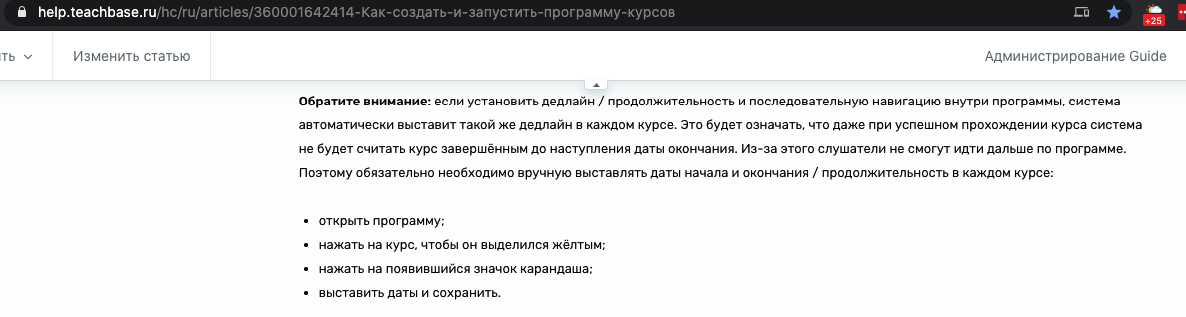 help.teachbase.ru/hc/ru/articles/360001642414-Как-создать-и-запустить-программу-курсов
+25
ть
Изменить статью
Администрирование Guide
Обратите внимание: если установить дедлайн / продолжительность и последовательную навигацию внутри программы, система
автоматически выставит такой же дедлайн в каждом курсе. Это будет означать, что даже при успешном прохождении курса система
не будет считать курс завершённым до наступления даты окончания. Из-за этого слушатели не смогут идти дальше по программе.
Поэтому обязательно необходимо вручную выставлять даты начала и окончания / продолжительность в каждом курсе:
• открыть программу;
• нажать на курс, чтобы он выделился жёлтым;
• нажать на появившийся значок карандаша;
• выставить даты и сохранить.